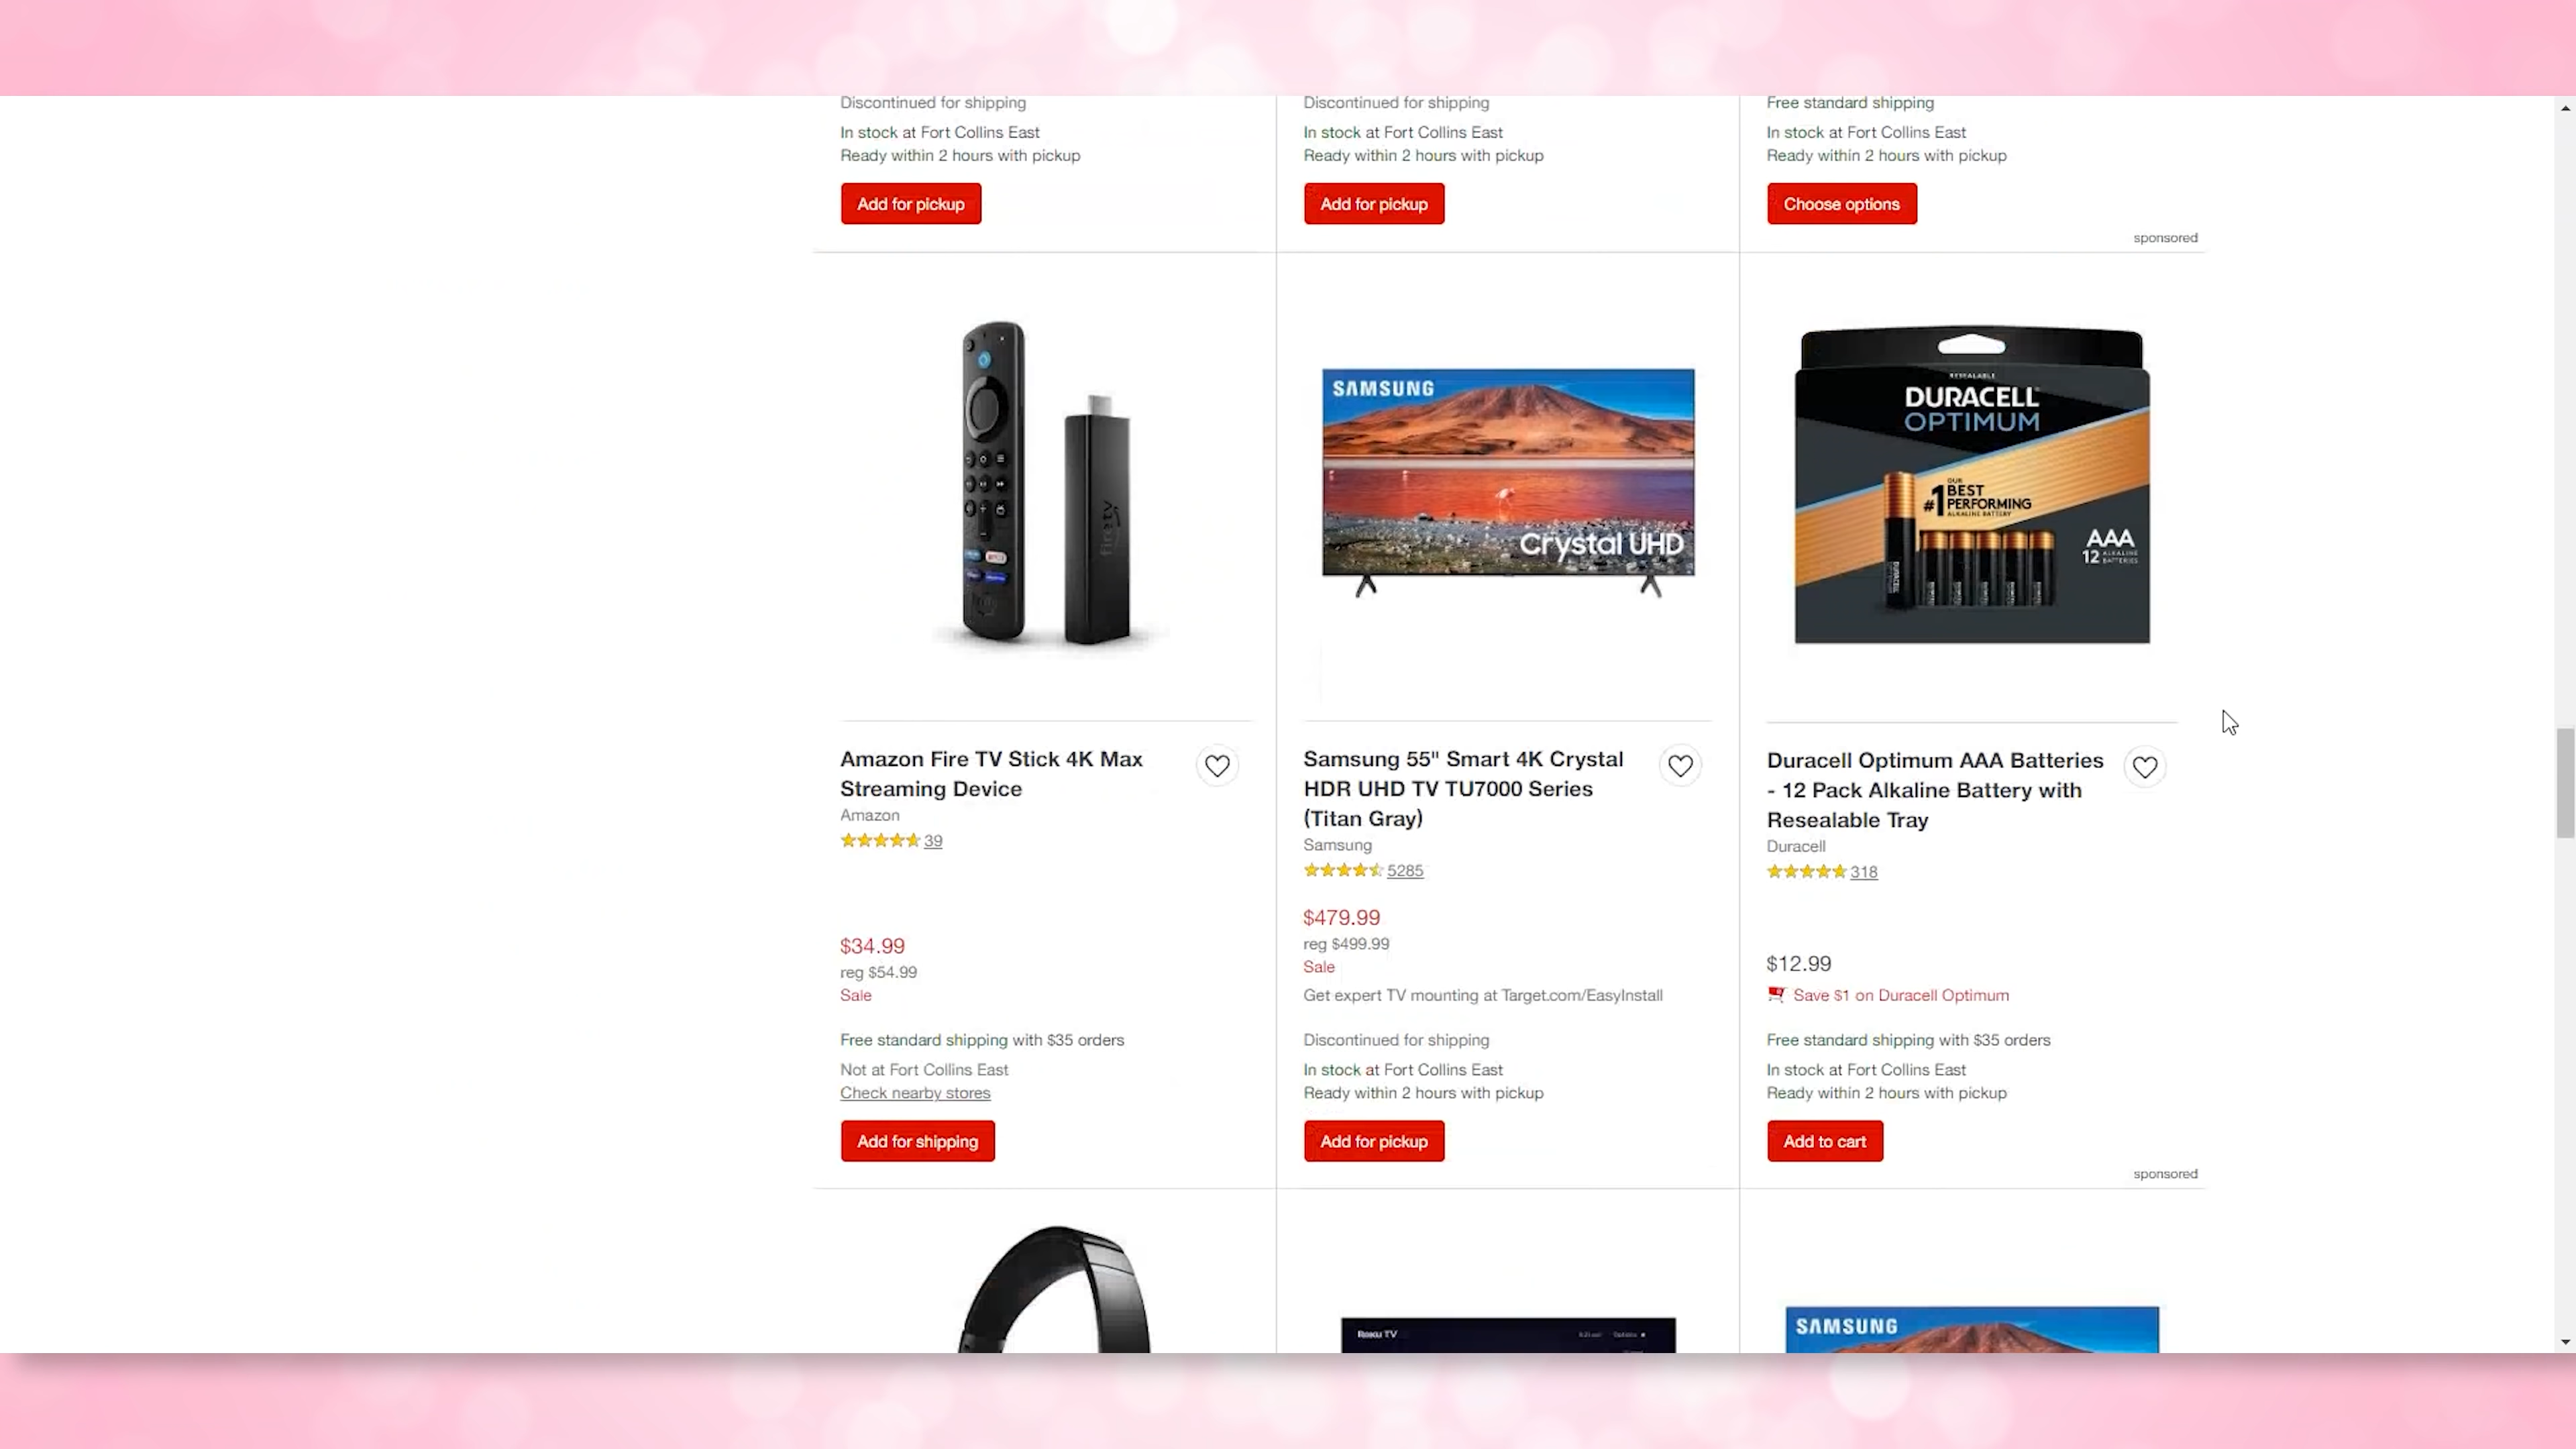 Discontinued for shipping
In stock at Fort Collins East
Ready within 2 hours with pickup
Add for pickup
Discontinued for shipping
In stock at Fort Collins East
Ready within 2 hours with pickup
Add for pickup
Free standard shipping
In stock at Fort Collins East
Ready within 2 hours with pickup
Choose options
sponsored
firetv
SAMSUNG
Crystal UHD
RESEALABLE
DURACELL
OPTIMUM
OUR
#1 BEST
PERFORMING
ALKALINE BATTERY
AAA
12 ALKALINE
BATTERIES
Amazon Fire TV Stick 4K Max
Streaming Device
Amazon
39
$34.99
reg $54.99
Sale
Free standard shipping with $35 orders
Not at Fort Collins East
Check nearby stores
Add for shipping
Samsung 55" Smart 4K Crystal
HDR UHD TV TU7000 Series
(Titan Gray)
Samsung
5285
$479.99
reg $499.99
Sale
Get expert TV mounting at Target.com/EasyInstall
Discontinued for shipping
In stock at Fort Collins East
Ready within 2 hours with pickup
Add for pickup
Duracell Optimum AAA Batteries
- 12 Pack Alkaline Battery with
Resealable Tray
Duracell
318
$12.99
Save $1 on Duracell Optimum
Free standard shipping with $35 orders
In stock at Fort Collins East
Ready within 2 hours with pickup
Add to cart
sponsored
Roku TV
SAMSUNG